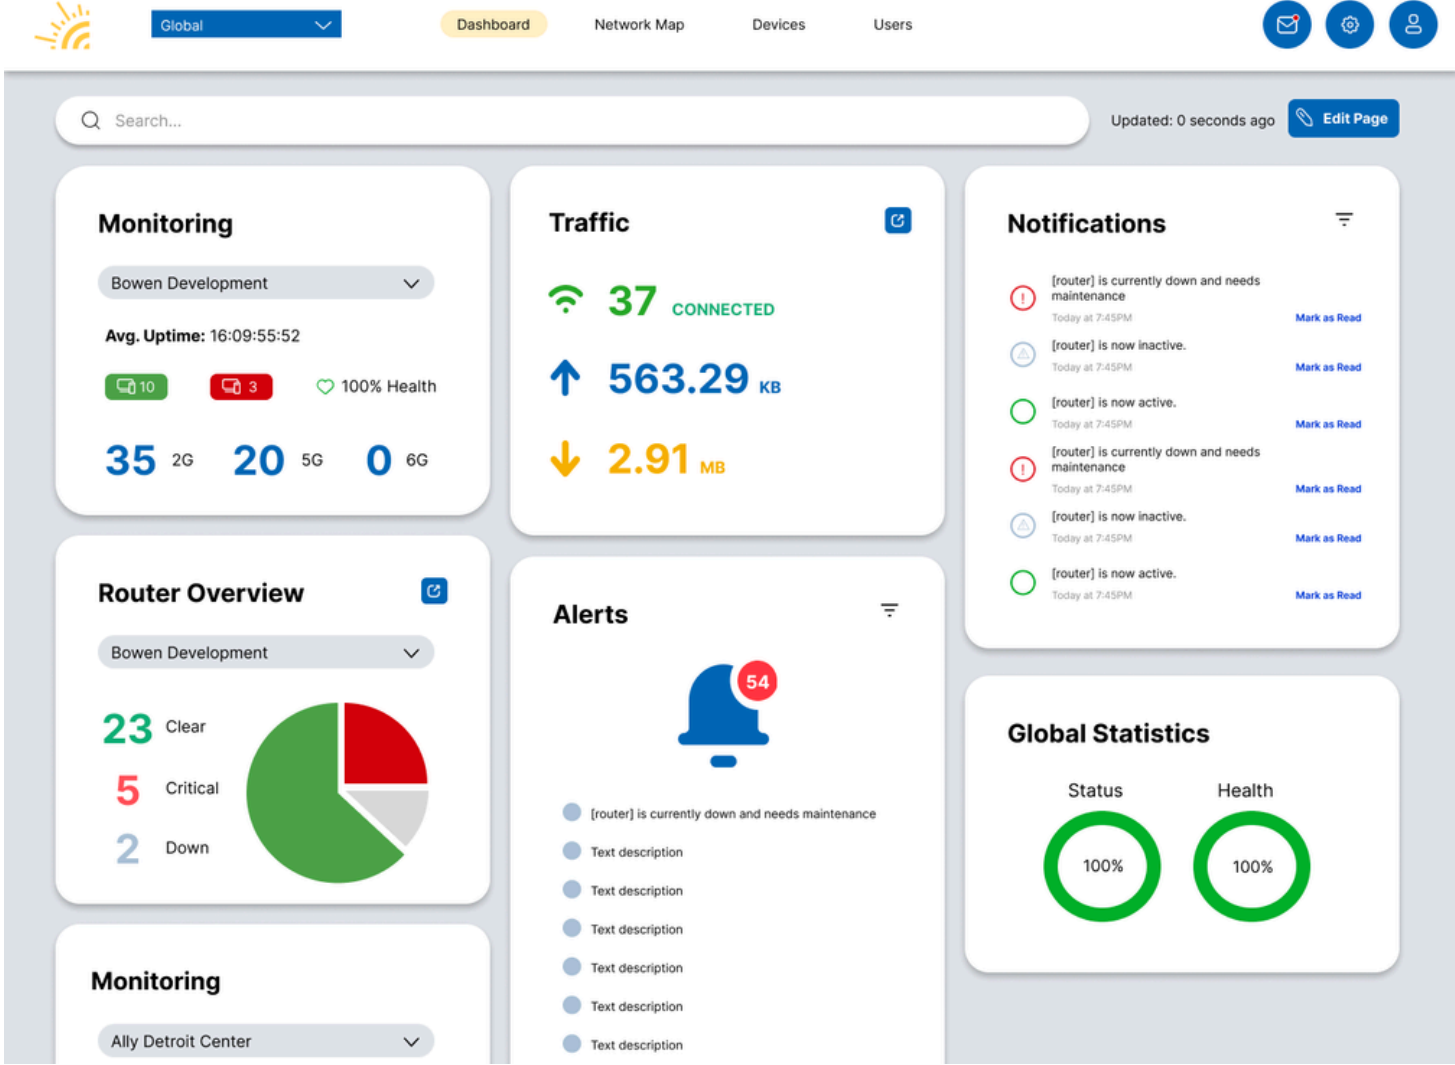 Global
Dashboard
Network Map
Devices
Users
Search...
Updated: 0 seconds ago
Edit Page
Monitoring
Bowen Development
Avg. Uptime: 16:09:55:52
10
3
100% Health
35 2G
20 5G
0 6G
Traffic
37 CONNECTED
563.29 KB
2.91 MB
Notifications
[router] is currently down and needs
maintenance
Today at 7:45PM
Mark as Read
[router] is now inactive.
Today at 7:45PM
Mark as Read
[router] is now active.
Today at 7:45PM
Mark as Read
[router] is currently down and needs
maintenance
Today at 7:45PM
Mark as Read
[router] is now inactive.
Today at 7:45PM
Mark as Read
[router] is now active.
Today at 7:45PM
Mark as Read
Router Overview
Bowen Development
23 Clear
5 Critical
2 Down
Alerts
54
[router] is currently down and needs maintenance
Text description
Text description
Text description
Text description
Text description
Text description
Global Statistics
Status
Health
100%
100%
Monitoring
Ally Detroit Center